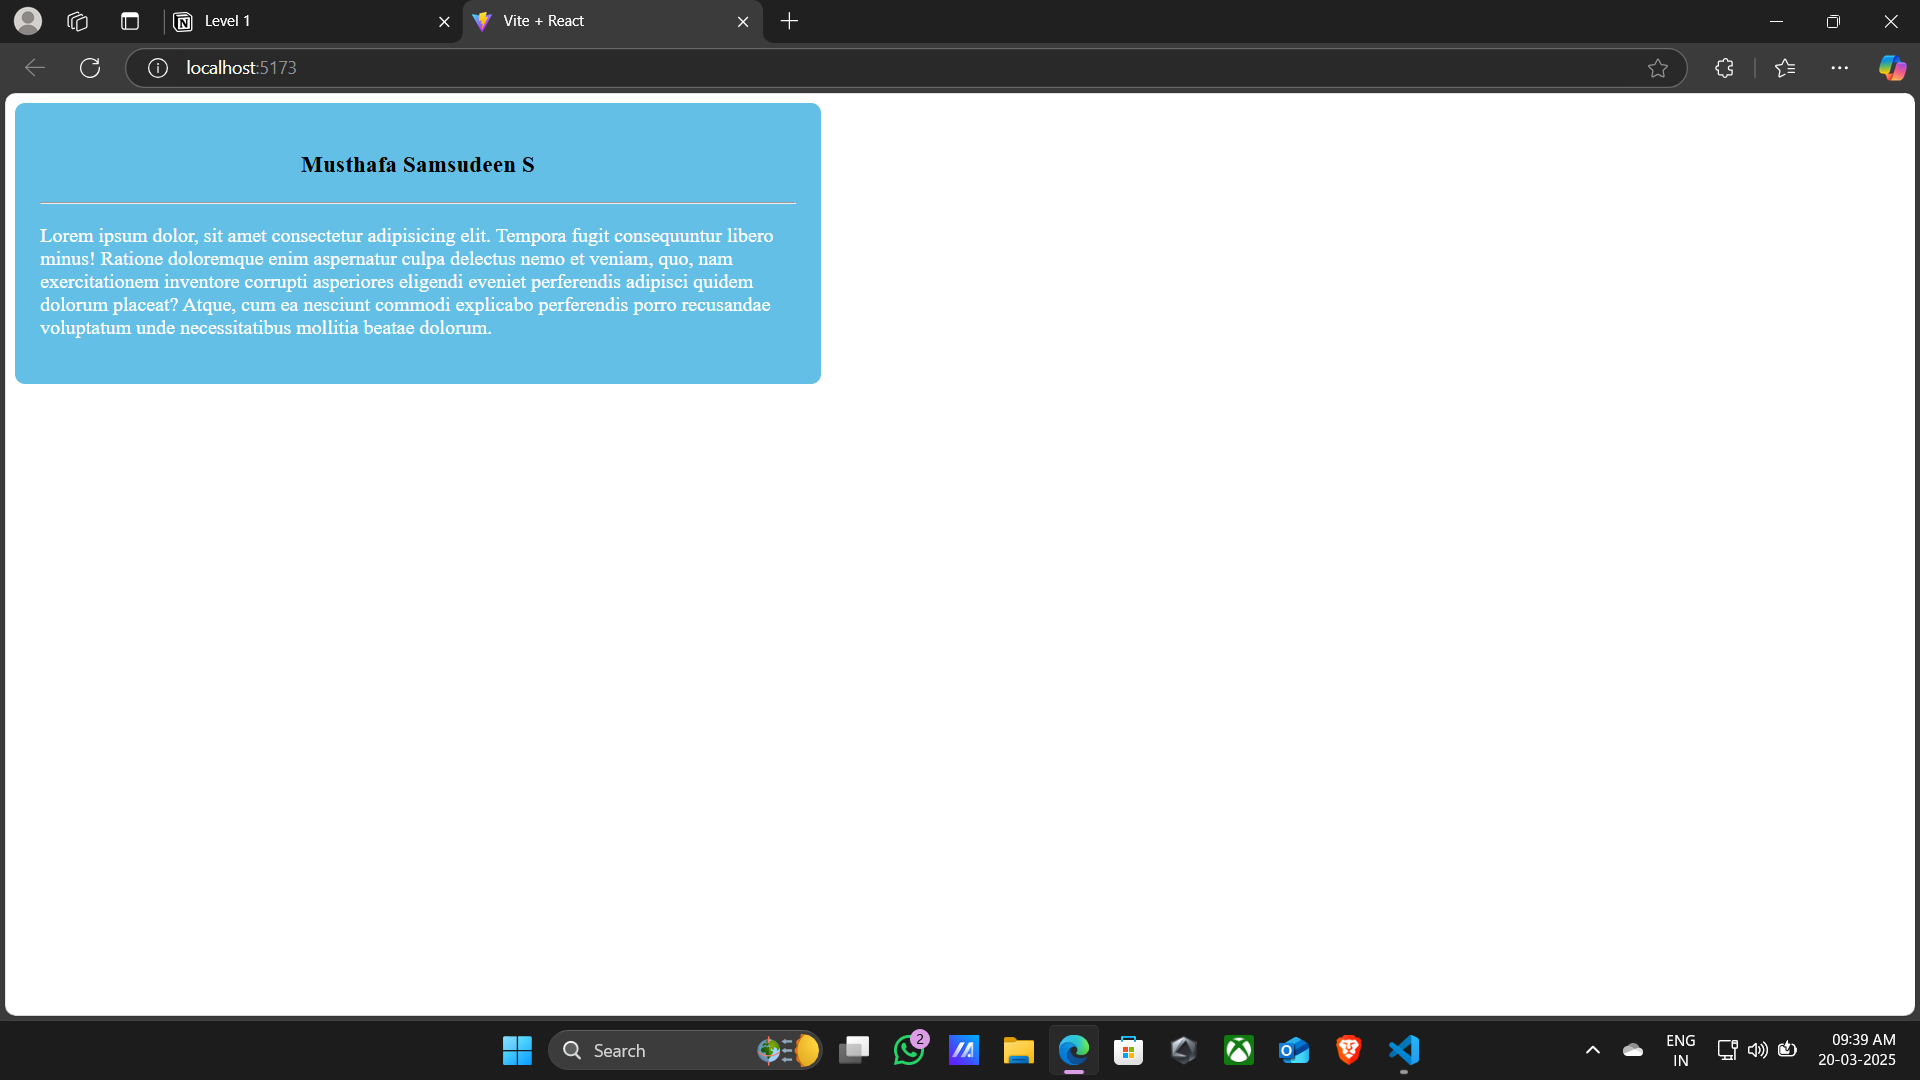 Level 1
Vite + React
localhost:5173
Musthafa Samsudeen S
Lorem ipsum dolor, sit amet consectetur adipisicing elit. Tempora fugit consequuntur libero
minus! Ratione doloremque enim aspernatur culpa delectus nemo et veniam, quo, nam
exercitationem inventore corrupti asperiores eligendi eveniet perferendis adipisci quidem
dolorum placeat? Atque, cum ea nesciunt commodi explicabo perferendis porro recusandae
voluptatum unde necessitatibus mollitia beatae dolorum.
Search
2
ENG
IN
09:39 AM
20-03-2025